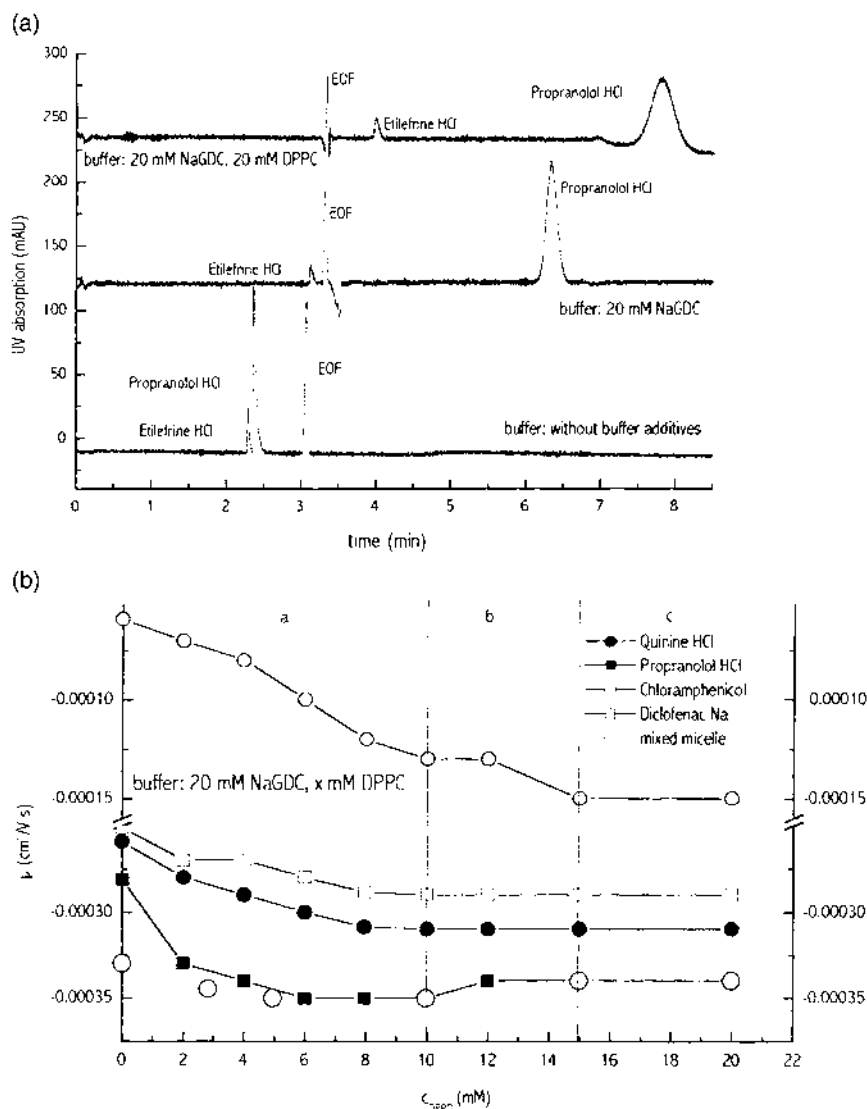 (a)
300
250
200
150
100
50
0
UV absorption (mAU)
EOF
Etilefrine HCl
Propranolol HCl
buffer: 20 mM NaGDC, 20 mM DPPC
EOF
Etilefrine HCl
Propranolol HCl
buffer: 20 mM NaGDC
Propranolol HCl
EOF
Etilefrine HCl
buffer: without buffer additives
0 1 2 3 4 5 6 7 8
time (min)
(b)
a b c
Quinine HCl
Propranolol HCl
Chloramphenicol
Diclofenac Na
mixed micelle
-0.00010
-0.00015
-0.00030
-0.00035
buffer: 20 mM NaGDC, x mM DPPC
0.00010
-0.00015
-0.00030
-0.00035
0 2 4 6 8 10 12 14 16 18 20 22